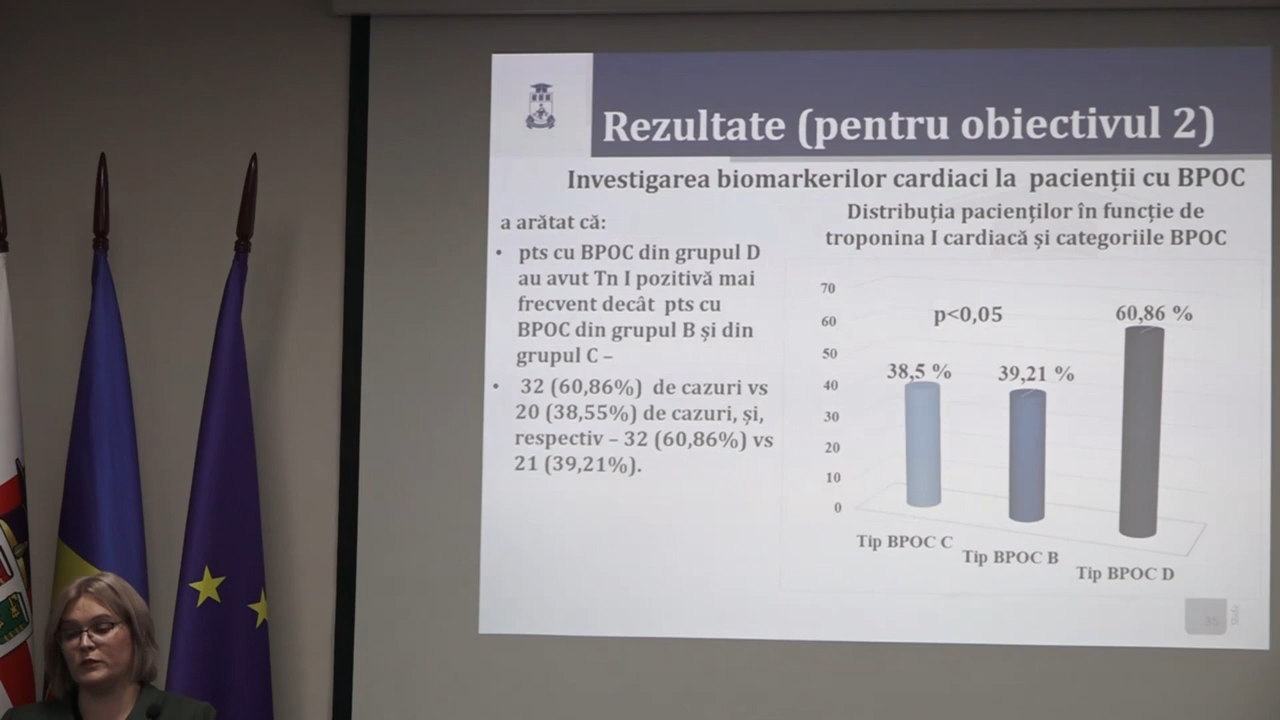 Rezultate (pentru obiectivul 2)
Investigarea biomarkerilor cardiaci la pacienții cu BPOC
a arătat că:
• pts cu BPOC din grupul D
au avut Tn I pozitivă mai
frecvent decât pts cu
BPOC din grupul B și din
grupul C –
• 32 (60,86%) de cazuri vs
20 (38,55%) de cazuri, și,
respectiv – 32 (60,86%) vs
21 (39,21%).
Distribuția pacienților în funcție de
troponina I cardiacă și categoriile BPOC
70
60
50
40
30
20
10
0
p<0,05
38,5 %
39,21 %
60,86 %
Tip BPOC C
Tip BPOC B
Tip BPOC D
Slide